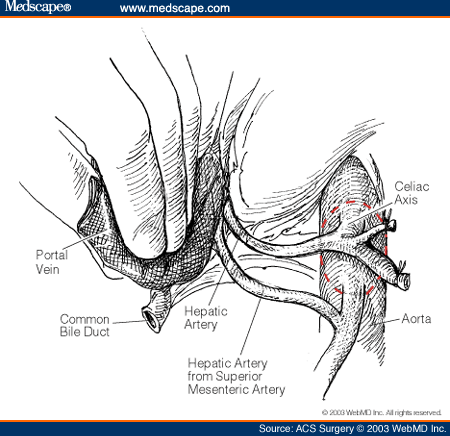 Medscape® www.medscape.com
Celiac
Axis
Portal
Vein
Common
Bile Duct
Hepatic
Artery
Aorta
Hepatic Artery
from Superior
Mesenteric Artery
© 2003 WebMD Inc. All rights reserved.
Source: ACS Surgery © 2003 WebMD Inc.